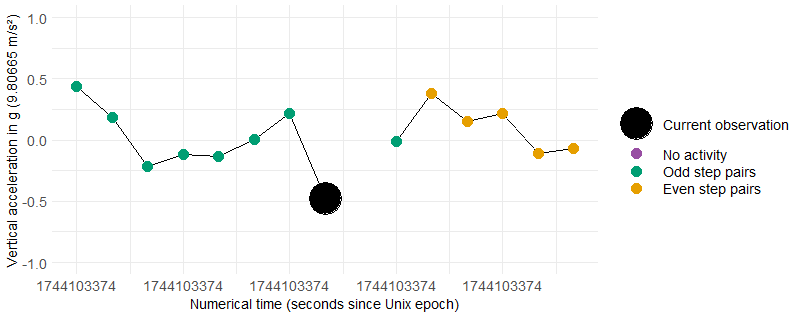 Vertical acceleration in g (9.80665 m/s²)
1.0
0.5
0.0
-0.5
-1.0
1744103374 1744103374 1744103374 1744103374 1744103374
Numerical time (seconds since Unix epoch)
Current observation
No activity
Odd step pairs
Even step pairs